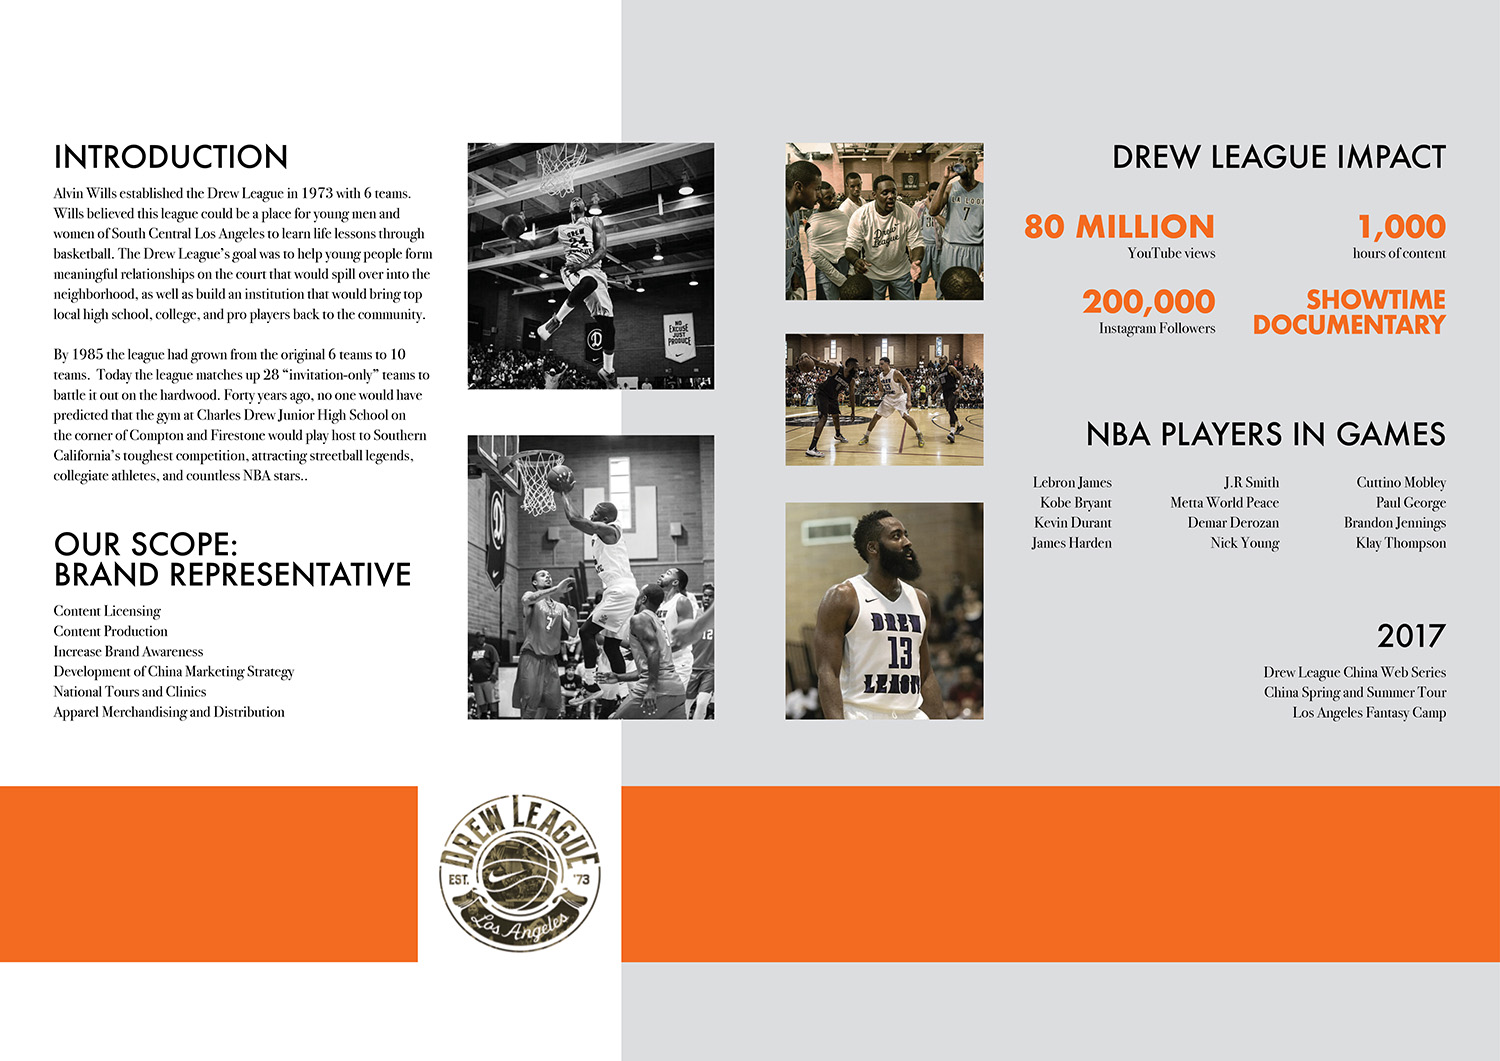 INTRODUCTION
Alvin Wills established the Drew League in 1973 with 6 teams.
Wills believed this league could be a place for young men and
women of South Central Los Angeles to learn life lessons through
basketball. The Drew League's goal was to help young people form
meaningful relationships on the court that would spill over into the
neighborhood, as well as build an institution that would bring top
local high school, college, and pro players back to the community.
By 1985 the league had grown from the original 6 teams to 10
teams.  Today the league matches up 28 “invitation-only” teams to
battle it out on the hardwood. Forty years ago, no one would have
predicted that the gym at Charles Drew Junior High School on
the corner of Compton and Firestone would play host to Southern
California's toughest competition, attracting streetball legends,
collegiate athletes, and countless NBA stars..
OUR SCOPE:
BRAND REPRESENTATIVE
Content Licensing
Content Production
Increase Brand Awareness
Development of China Marketing Strategy
National Tours and Clinics
Apparel Merchandising and Distribution
DREW
24
D
NO
EXCUSE
JUST
PRODUCE
7
12
Drew
League
7
DREW
13
LEAGUE
DREW LEAGUE IMPACT
80 MILLION
YouTube views
1,000
hours of content
200,000
Instagram Followers
SHOWTIME
DOCUMENTARY
NBA PLAYERS IN GAMES
Lebron James
Kobe Bryant
Kevin Durant
James Harden
J.R Smith
Metta World Peace
Demar Derozan
Nick Young
Cuttino Mobley
Paul George
Brandon Jennings
Klay Thompson
2017
Drew League China Web Series
China Spring and Summer Tour
Los Angeles Fantasy Camp
DREW LEAGUE
EST. '73
Los Angeles